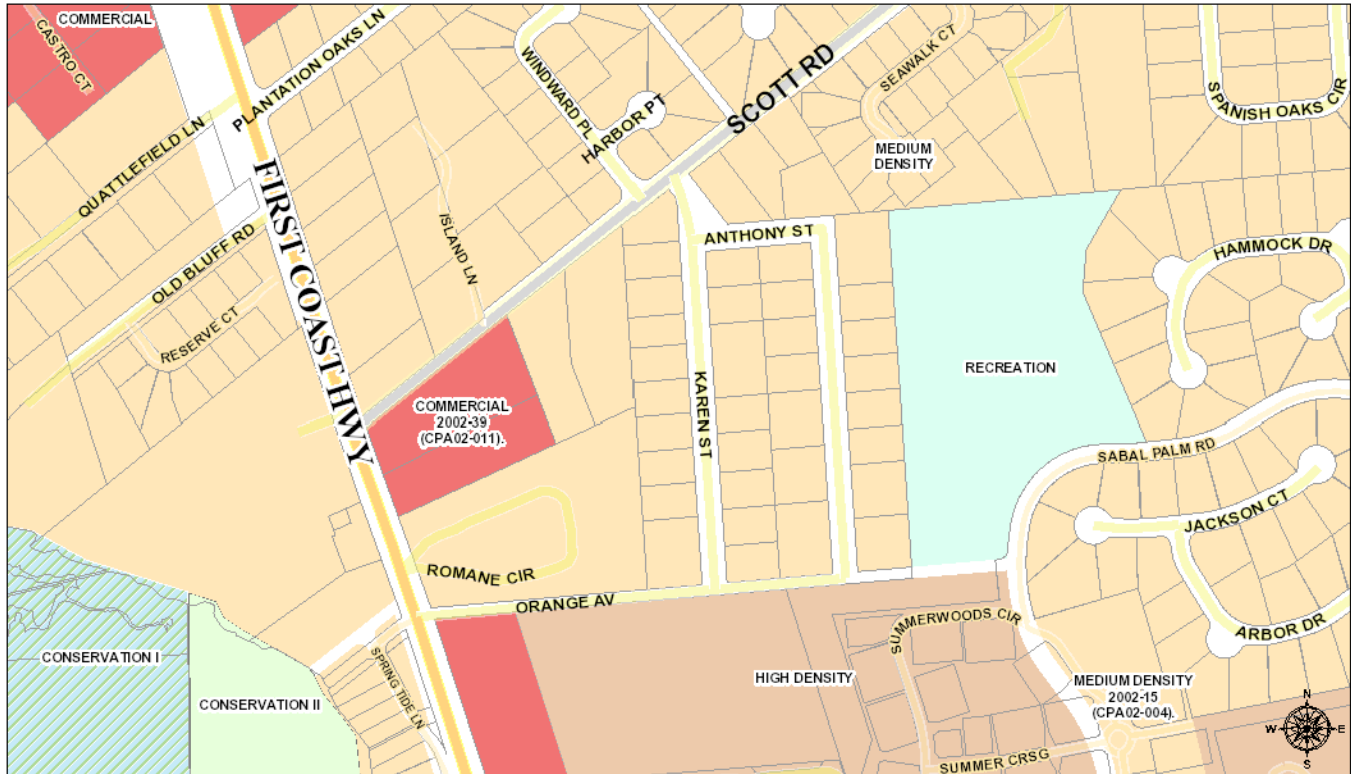 COMMERCIAL
CASTRO CT
PLANTATION OAKS LN
QUATTLEFIELD LN
OLD BLUFF RD
RESERVE CT
FIRST COAST HWY
ISLAND LN
WINDWARD PL
HARBOR PT
SCOTT RD
SEAWALK CT
MEDIUM
DENSITY
SPANISH OAKS CIR
ANTHONY ST
HAMMOCK DR
KAREN ST
RECREATION
COMMERCIAL
2002-39
(CPA02-011).
SABAL PALM RD
JACKSON CT
ROMANE CIR
ORANGE AV
ARBOR DR
SUMMERWOODS CIR
CONSERVATION I
CONSERVATION II
SPRING TIDE LN
HIGH DENSITY
MEDIUM DENSITY
2002-15
(CPA02-004).
SUMMER CRSG
N
W
E
S